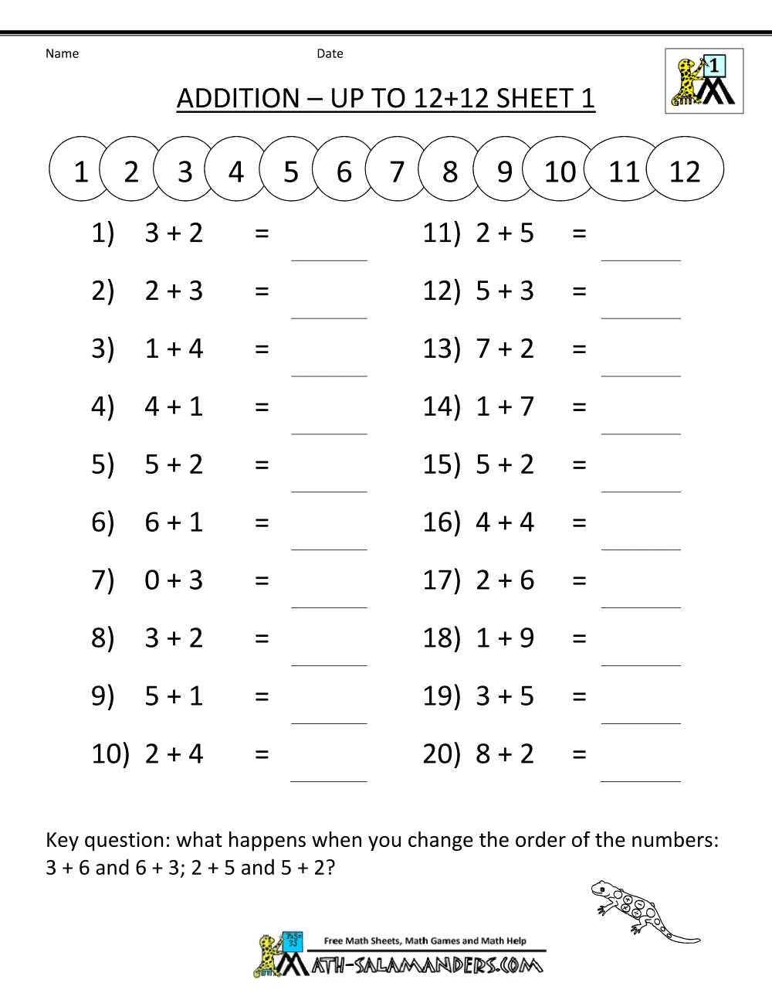 Name Date
1
ADDITION – UP TO 12+12 SHEET 1
1 2 3 4 5 6 7 8 9 10 11 12
1) 3 + 2 = ______
2) 2 + 3 = ______
3) 1 + 4 = ______
4) 4 + 1 = ______
5) 5 + 2 = ______
6) 6 + 1 = ______
7) 0 + 3 = ______
8) 3 + 2 = ______
9) 5 + 1 = ______
10) 2 + 4 = ______
11) 2 + 5 = ______
12) 5 + 3 = ______
13) 7 + 2 = ______
14) 1 + 7 = ______
15) 5 + 2 = ______
16) 4 + 4 = ______
17) 2 + 6 = ______
18) 1 + 9 = ______
19) 3 + 5 = ______
20) 8 + 2 = ______
Key question: what happens when you change the order of the numbers:
3 + 6 and 6 + 3; 2 + 5 and 5 + 2?
7x5=
35
Free Math Sheets, Math Games and Math Help
MATH-SALAMANDERS.COM